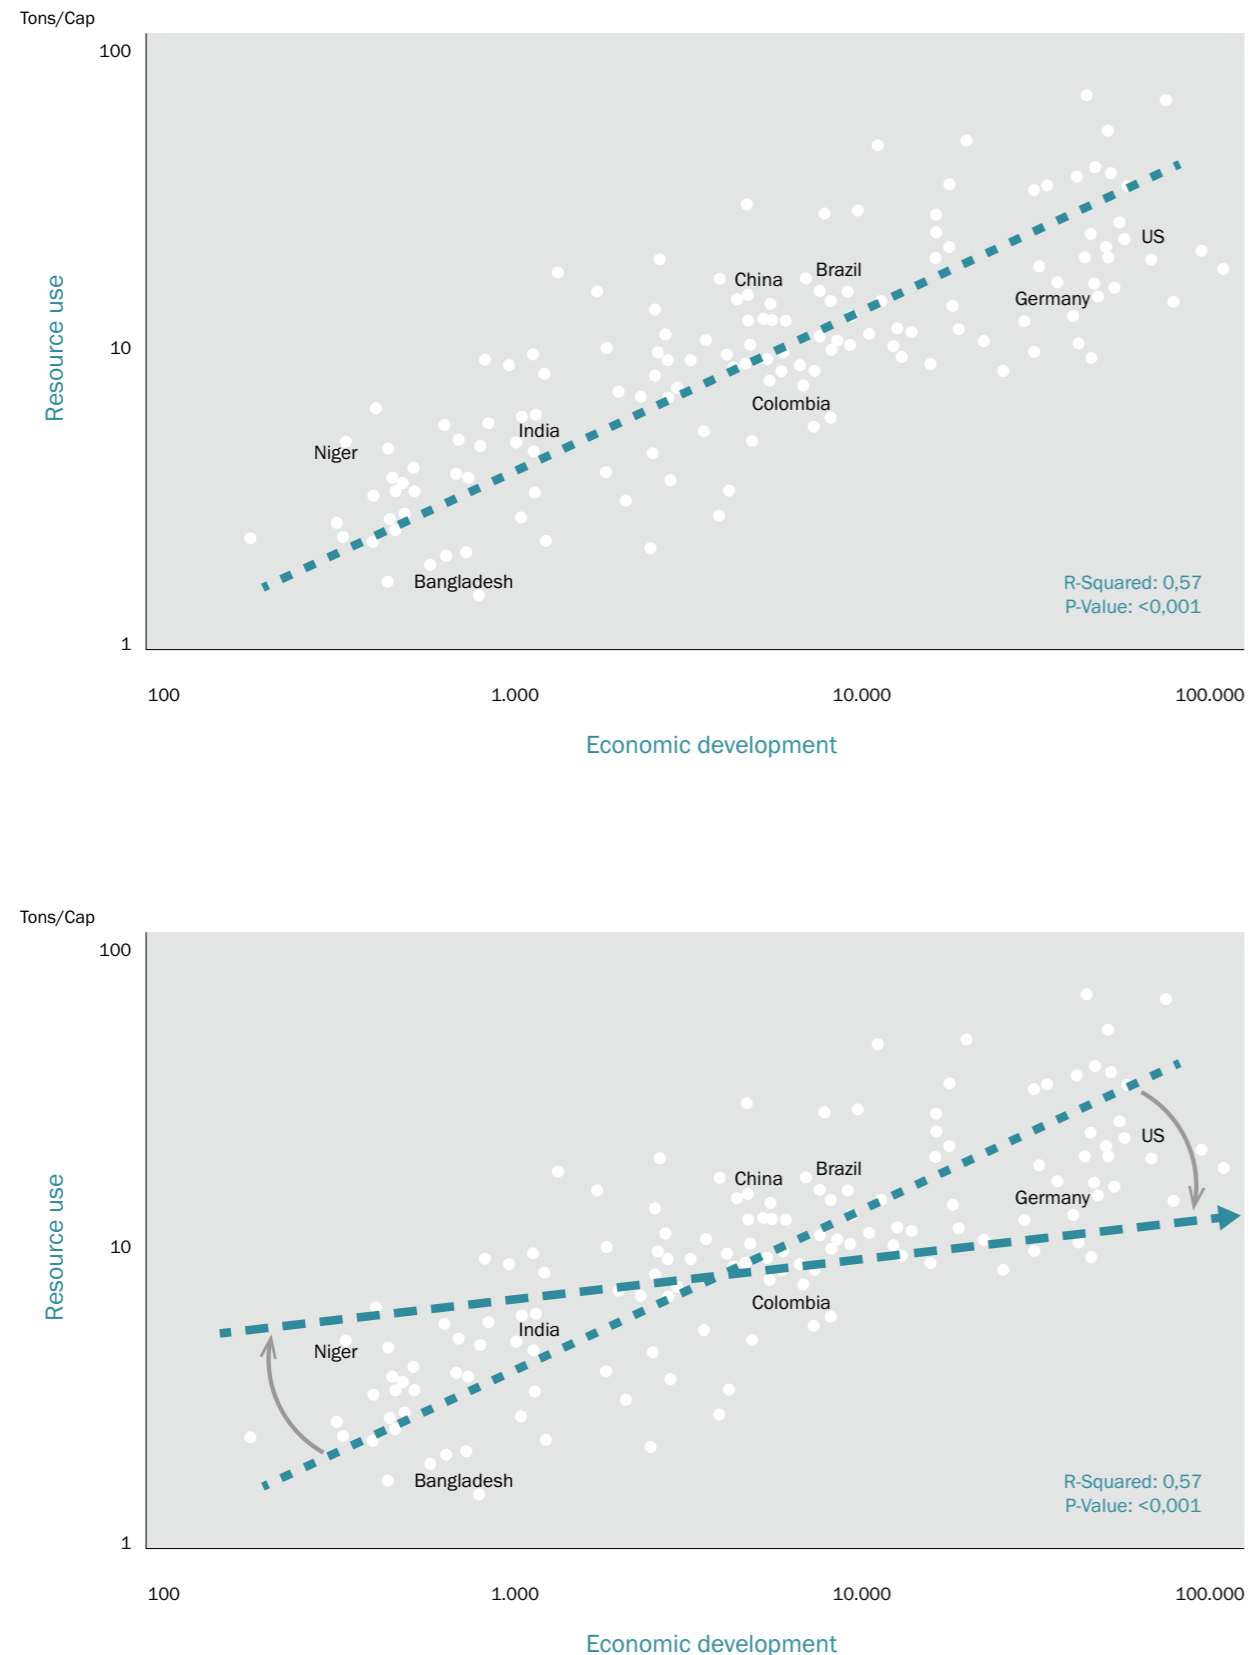 Tons/Cap
100
US
Brazil
China
Germany
10
Resource use
Colombia
India
Niger
Bangladesh
R-Squared: 0,57
P-Value: <0,001
1
100
1.000
10.000
100.000
Economic development
Tons/Cap
100
US
Brazil
China
Germany
10
Resource use
Colombia
India
Niger
Bangladesh
R-Squared: 0,57
P-Value: <0,001
1
100
1.000
10.000
100.000
Economic development